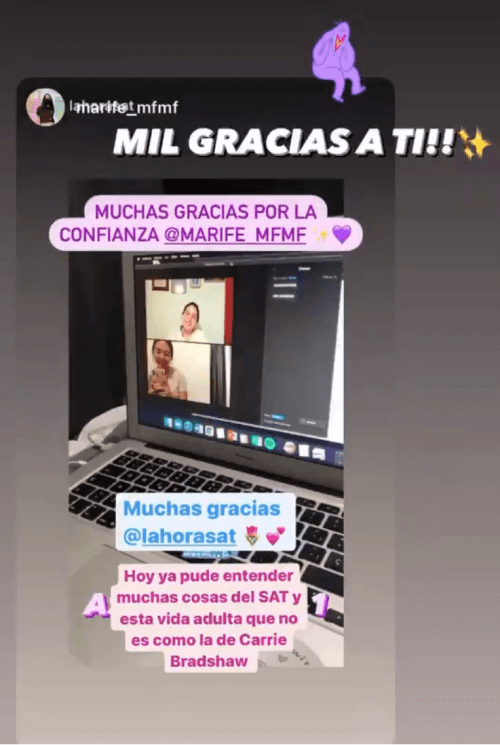 lahorasat
marife_mfmf
MIL GRACIAS A TI!!✨
MUCHAS GRACIAS POR LA
CONFIANZA @MARIFE_MFMF ✨💜
Muchas gracias
@lahorasat 🌷💕
Hoy ya pude entender
muchas cosas del SAT y
esta vida adulta que no
es como la de Carrie
Bradshaw
A
1